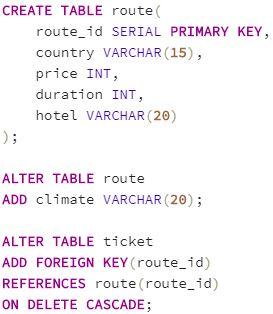 CREATE TABLE route(
    route_id SERIAL PRIMARY KEY,
    country VARCHAR(15),
    price INT,
    duration INT,
    hotel VARCHAR(20)
);

ALTER TABLE route
ADD climate VARCHAR(20);

ALTER TABLE ticket
ADD FOREIGN KEY(route_id)
REFERENCES route(route_id)
ON DELETE CASCADE;